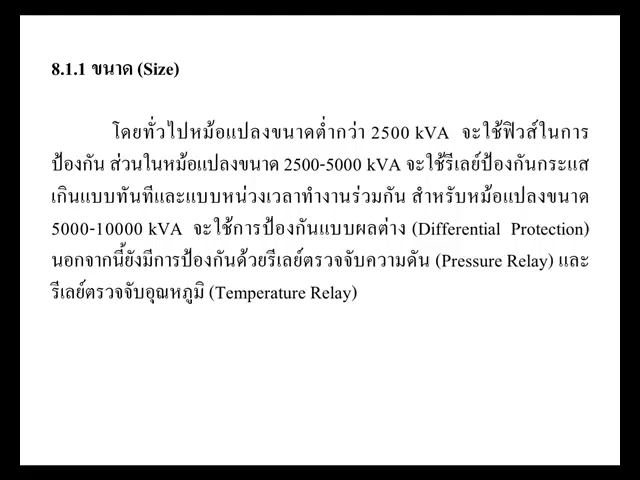 8.1.1 ขนาด (Size)
โดยทั่วไปหม้อแปลงขนาดต่ำกว่า 2500 kVA จะใช้ฟิวส์ในการ
ป้องกัน ส่วนในหม้อแปลงขนาด 2500-5000 kVA จะใช้รีเลย์ป้องกันกระแส
เกินแบบทันทีและแบบหน่วงเวลาทำงานร่วมกัน สำหรับหม้อแปลงขนาด
5000-10000 kVA จะใช้การป้องกันแบบผลต่าง (Differential Protection)
นอกจากนี้ยังมีการป้องกันด้วยรีเลย์ตรวจจับความดัน (Pressure Relay) และ
รีเลย์ตรวจจับอุณหภูมิ (Temperature Relay)